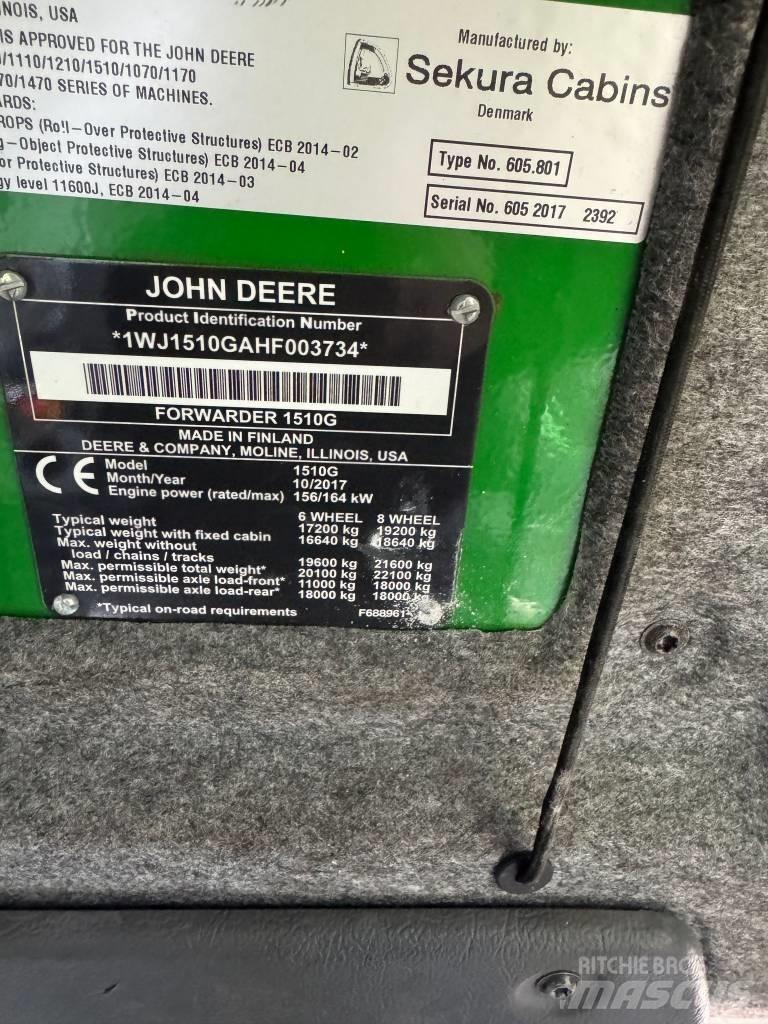 INOIS, USA
IS APPROVED FOR THE JOHN DEERE
/1110/1210/1510/1070/1170
70/1470 SERIES OF MACHINES.
ARDS:
ROPS (Roll-Over Protective Structures) ECB 2014-02
g-Object Protective Structures) ECB 2014-04
or Protective Structures) ECB 2014-03
gy level 11600J, ECB 2014-04
Manufactured by:
Sekura Cabins
Denmark
Type No. 605.801
Serial No. 605 2017 2392
JOHN DEERE
Product Identification Number
*1WJ1510GAHF003734*
FORWARDER 1510G
MADE IN FINLAND
DEERE & COMPANY, MOLINE, ILLINOIS, USA
CE
Model 1510G
Month/Year 10/2017
Engine power (rated/max) 156/164 kW
6 WHEEL 8 WHEEL
Typical weight 17200 kg 19200 kg
Typical weight with fixed cabin 16640 kg 18640 kg
Max. weight without
load / chains / tracks 19600 kg 21600 kg
Max. permissible total weight* 20100 kg 22100 kg
Max. permissible axle load-front* 11000 kg 18000 kg
Max. permissible axle load-rear* 18000 kg 18000 kg
*Typical on-road requirements F688961
RITCHIE BROS
MASCUS